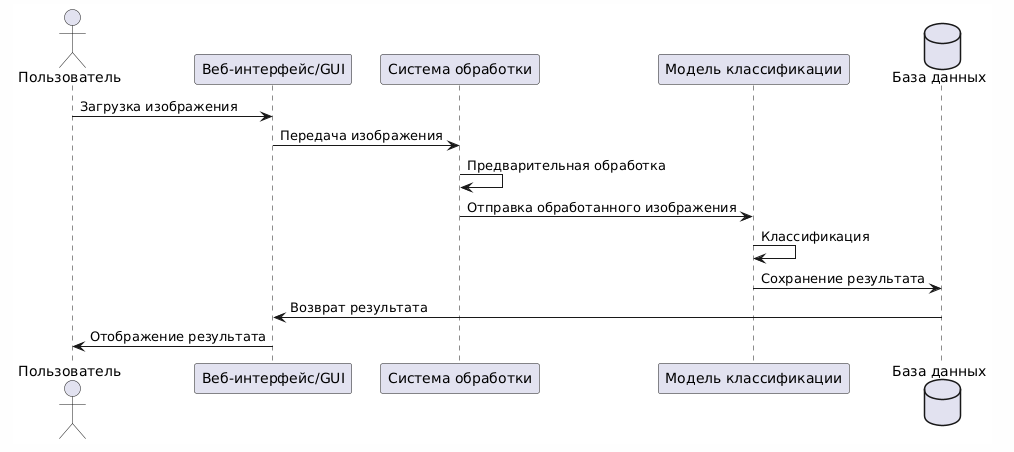 Пользователь
Веб-интерфейс/GUI
Система обработки
Модель классификации
База данных
Загрузка изображения
Передача изображения
Предварительная обработка
Отправка обработанного изображения
Классификация
Сохранение результата
Возврат результата
Отображение результата
Пользователь
Веб-интерфейс/GUI
Система обработки
Модель классификации
База данных